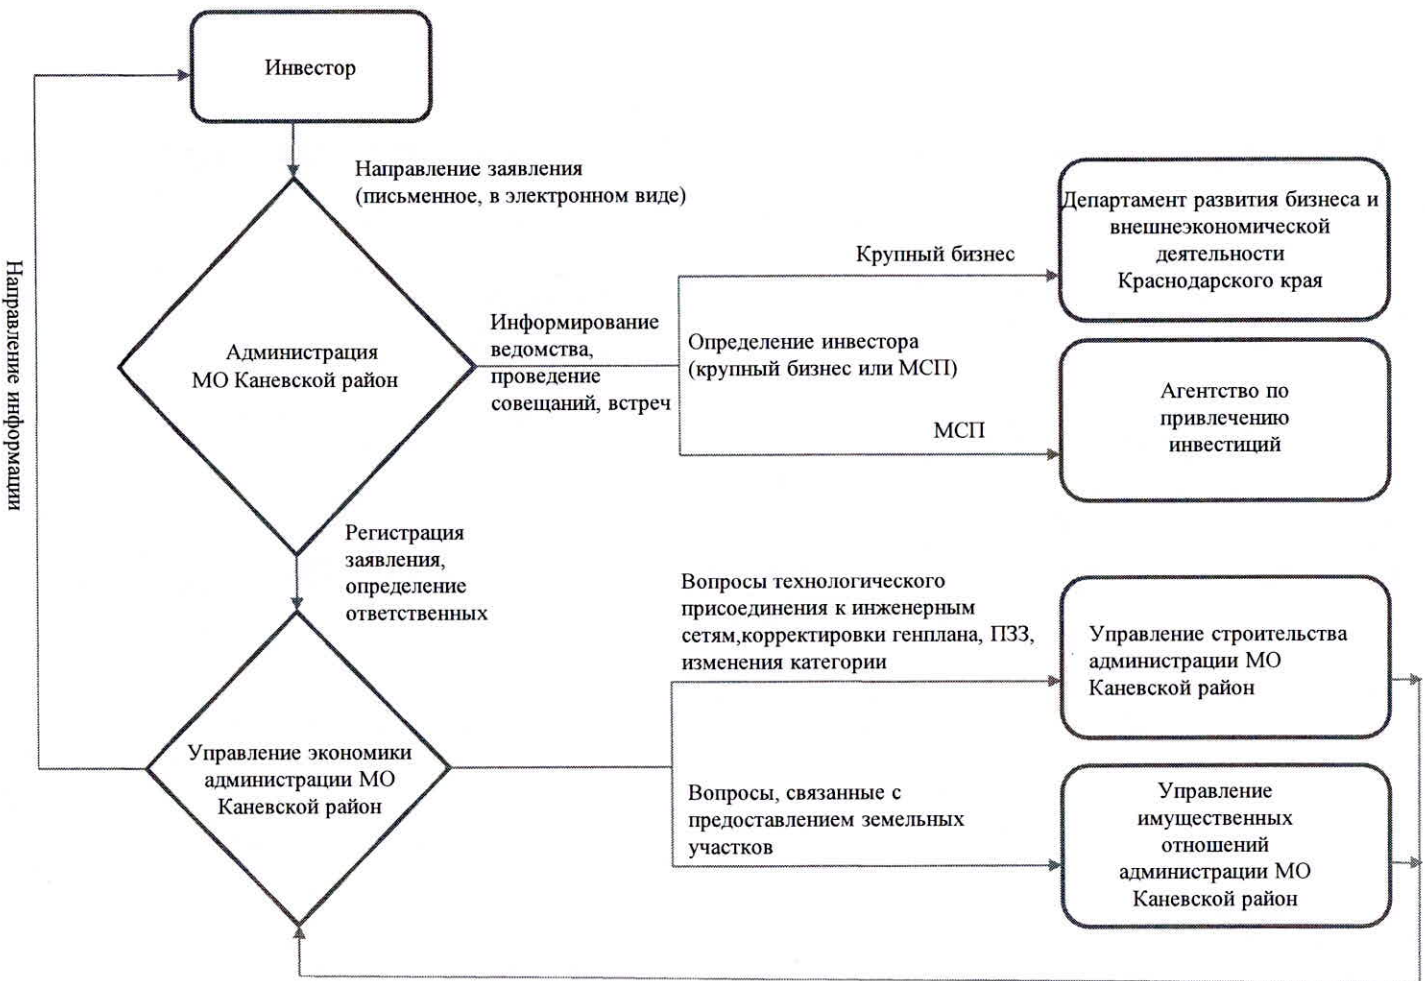 Инвестор
Направление заявления
(письменное, в электронном виде)
Департамент развития бизнеса и
внешнеэкономической
деятельности
Краснодарского края
Крупный бизнес
Направление информации
Администрация
МО Каневской район
Информирование
ведомства,
проведение
совещаний, встреч
Определение инвестора
(крупный бизнес или МСП)
МСП
Агентство по
привлечению
инвестиций
Регистрация
заявления,
определение
ответственных
Вопросы технологического
присоединения к инженерным
сетям,корректировки генплана, ПЗЗ,
изменения категории
Управление строительства
администрации МО
Каневской район
Управление экономики
администрации МО
Каневской район
Вопросы, связанные с
предоставлением земельных
участков
Управление
имущественных
отношений
администрации МО
Каневской район